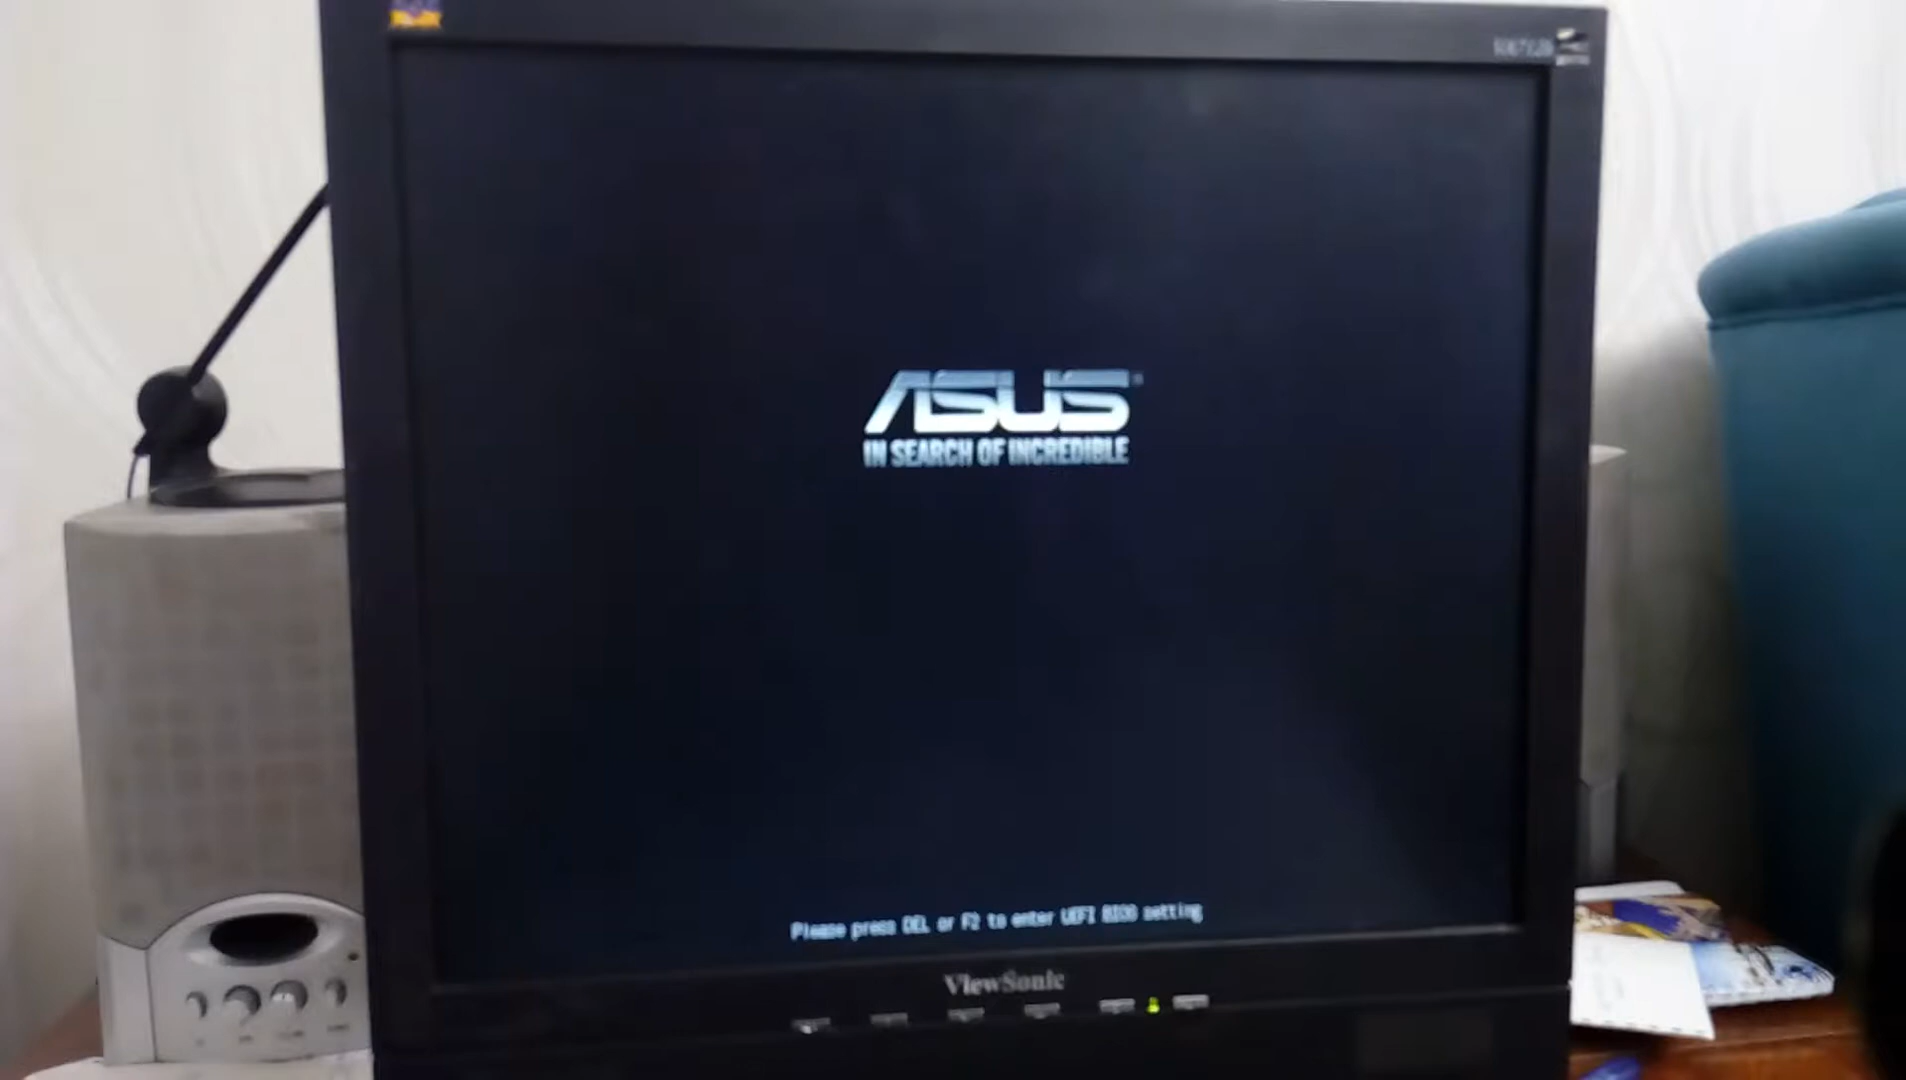 ASUS
IN SEARCH OF INCREDIBLE
Please press DEL or F2 to enter UEFI BIOS setting
ViewSonic